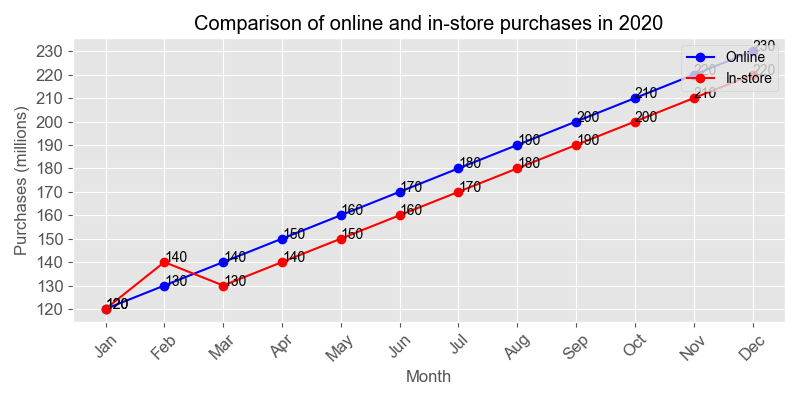 Comparison of online and in-store purchases in 2020
Purchases (millions)
230
220
210
200
190
180
170
160
150
140
130
120
Online
In-store
120 130 140 150 160 170 180 190 200 210 220 230
120 140 130 140 150 160 170 180 190 200 210 220
Jan Feb Mar Apr May Jun Jul Aug Sep Oct Nov Dec
Month